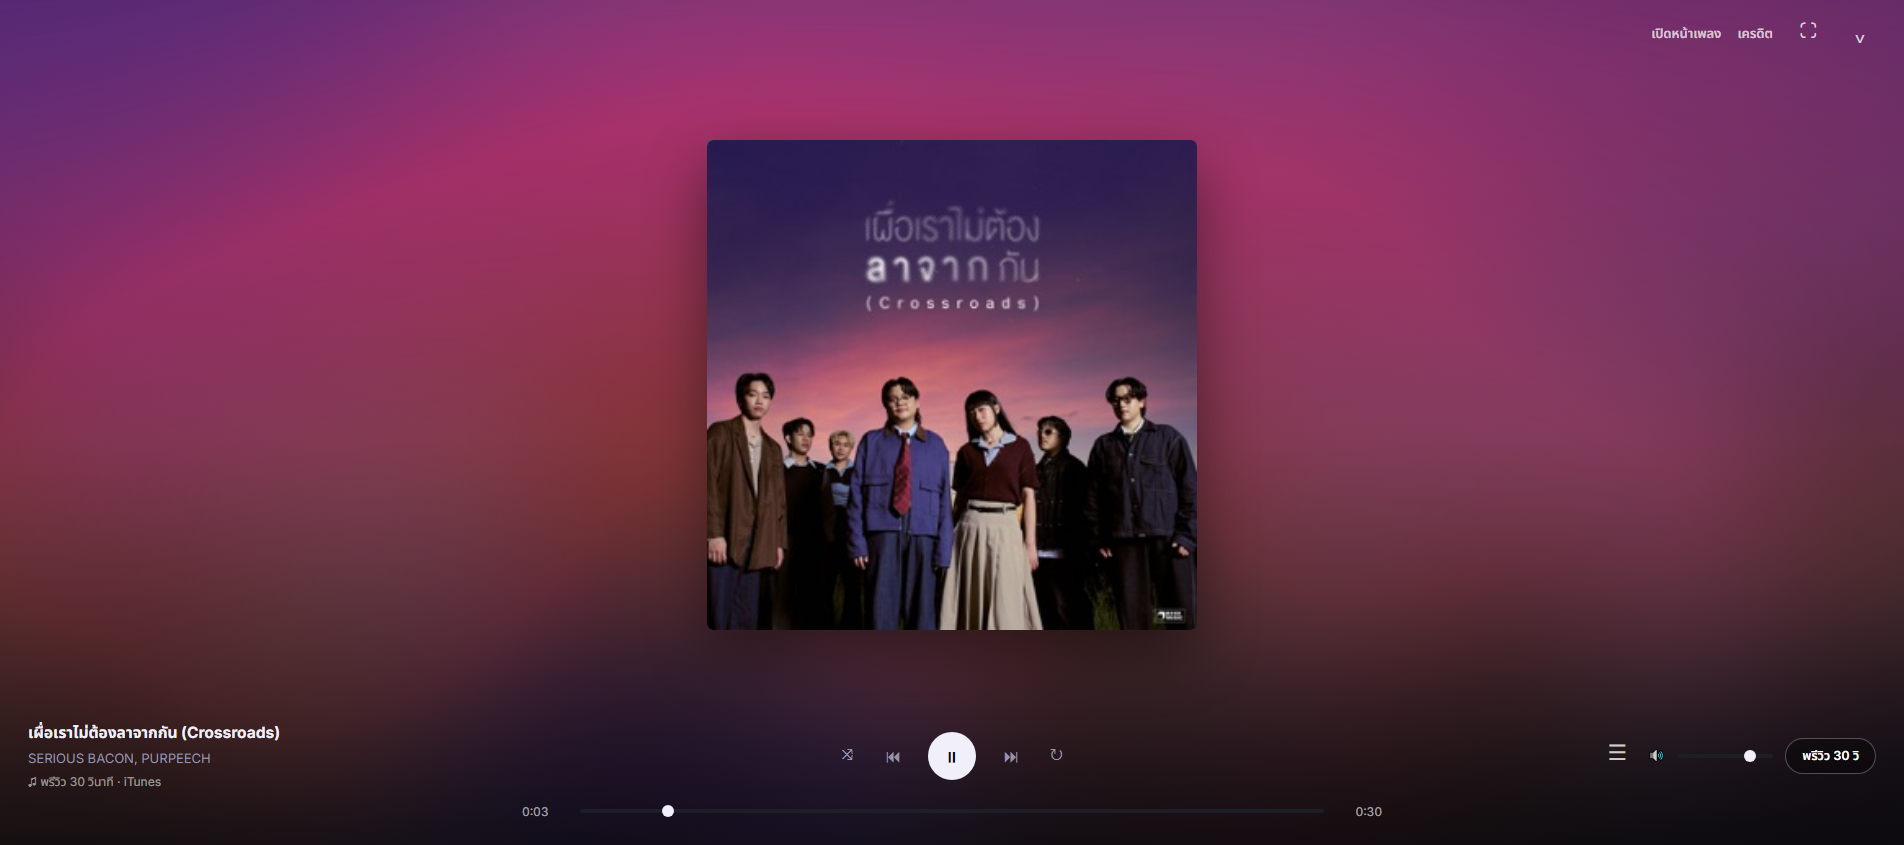 เปิดหน้าเพลง เครดิต
เผื่อเราไม่ต้อง
ลาจากกัน
(Crossroads)
เผื่อเราไม่ต้องลาจากกัน (Crossroads)
SERIOUS BACON, PURPEECH
♫ พรีวิว 30 วินาที · iTunes
พรีวิว 30 วิ
0:03
0:30